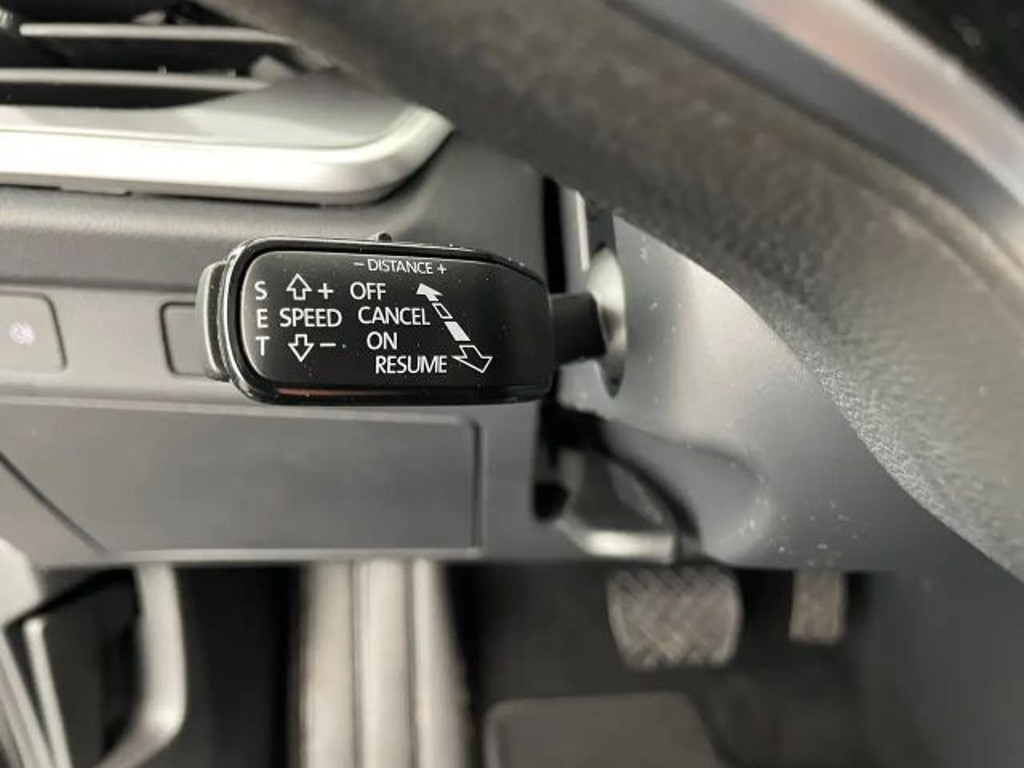 − DISTANCE +
S + OFF
E SPEED CANCEL
T − ON
RESUME